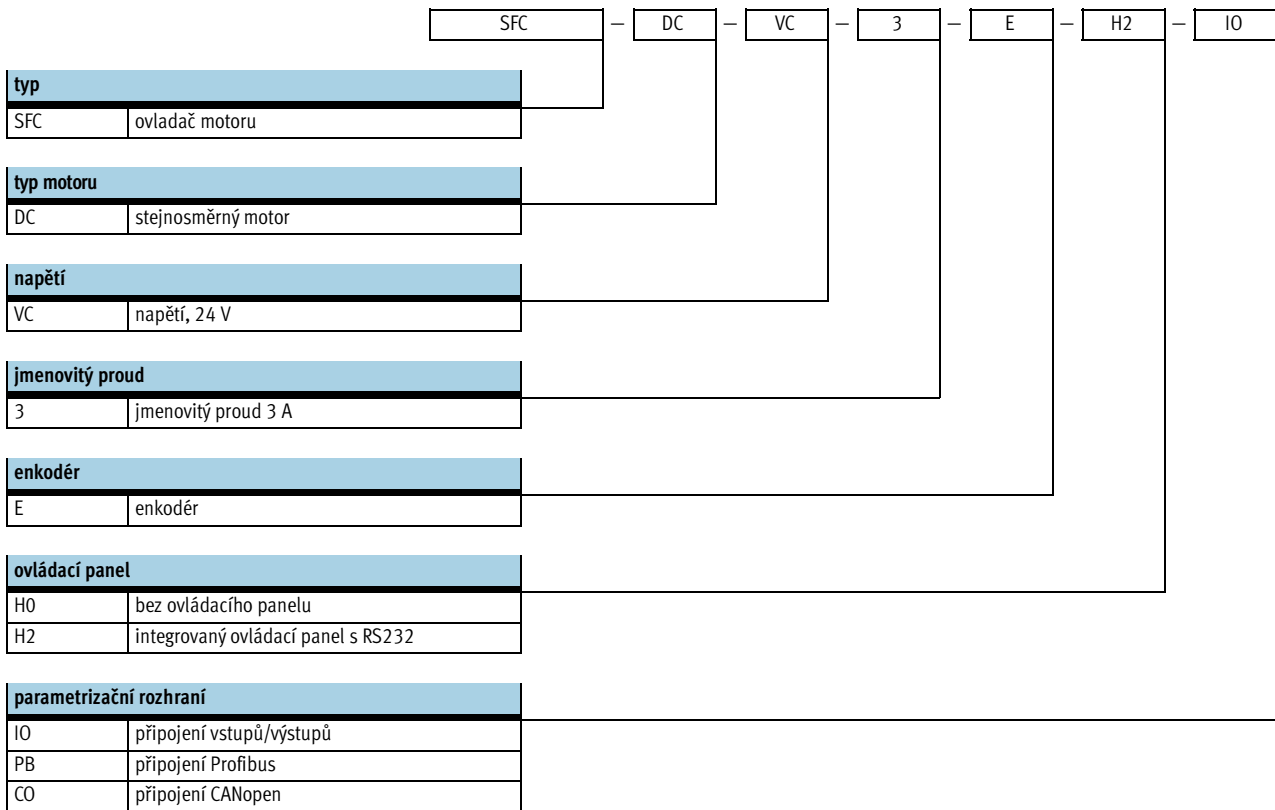 SFC – DC – VC – 3 – E – H2 – IO
typ
SFC ovladač motoru
typ motoru
DC stejnosměrný motor
napětí
VC napětí, 24 V
jmenovitý proud
3 jmenovitý proud 3 A
enkodér
E enkodér
ovládací panel
H0 bez ovládacího panelu
H2 integrovaný ovládací panel s RS232
parametrizační rozhraní
IO připojení vstupů/výstupů
PB připojení Profibus
CO připojení CANopen